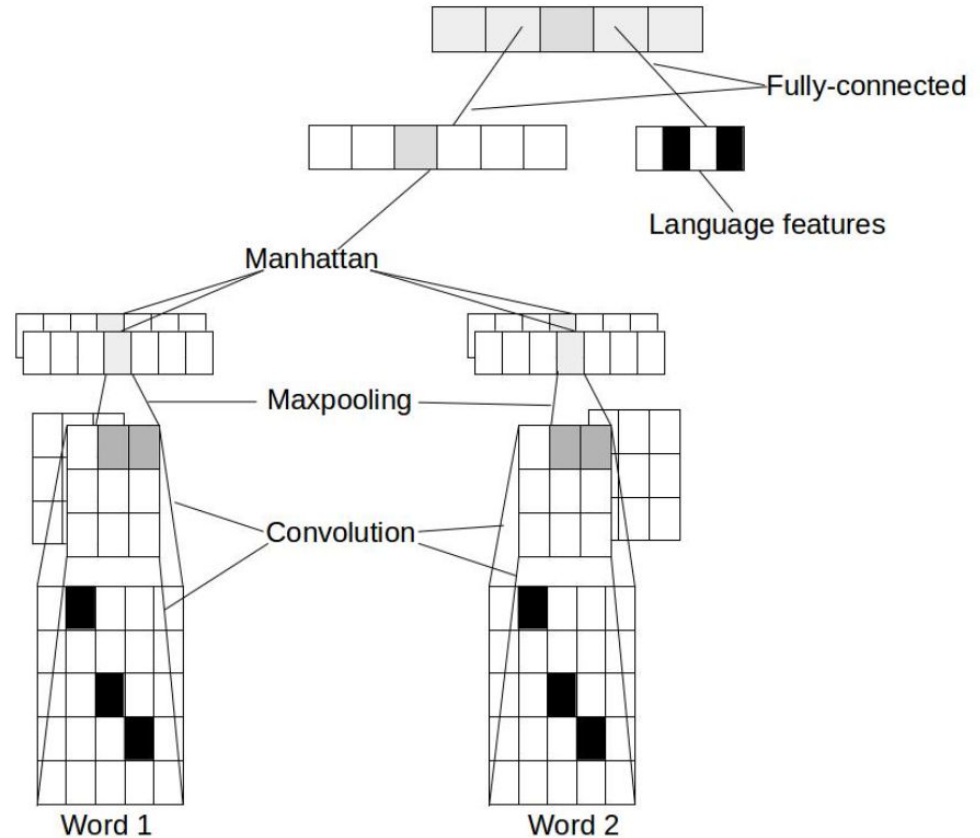 Fully-connected
Language features
Manhattan
Maxpooling
Convolution
Word 1
Word 2